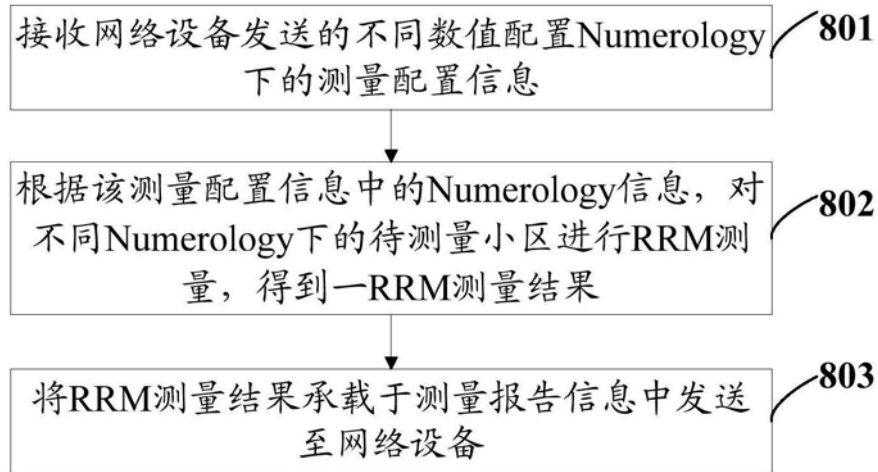 接收网络设备发送的不同数值配置Numerology
下的测量配置信息
801
根据该测量配置信息中的Numerology信息，对
不同Numerology下的待测量小区进行RRM测
量，得到一RRM测量结果
802
将RRM测量结果承载于测量报告信息中发送
至网络设备
803